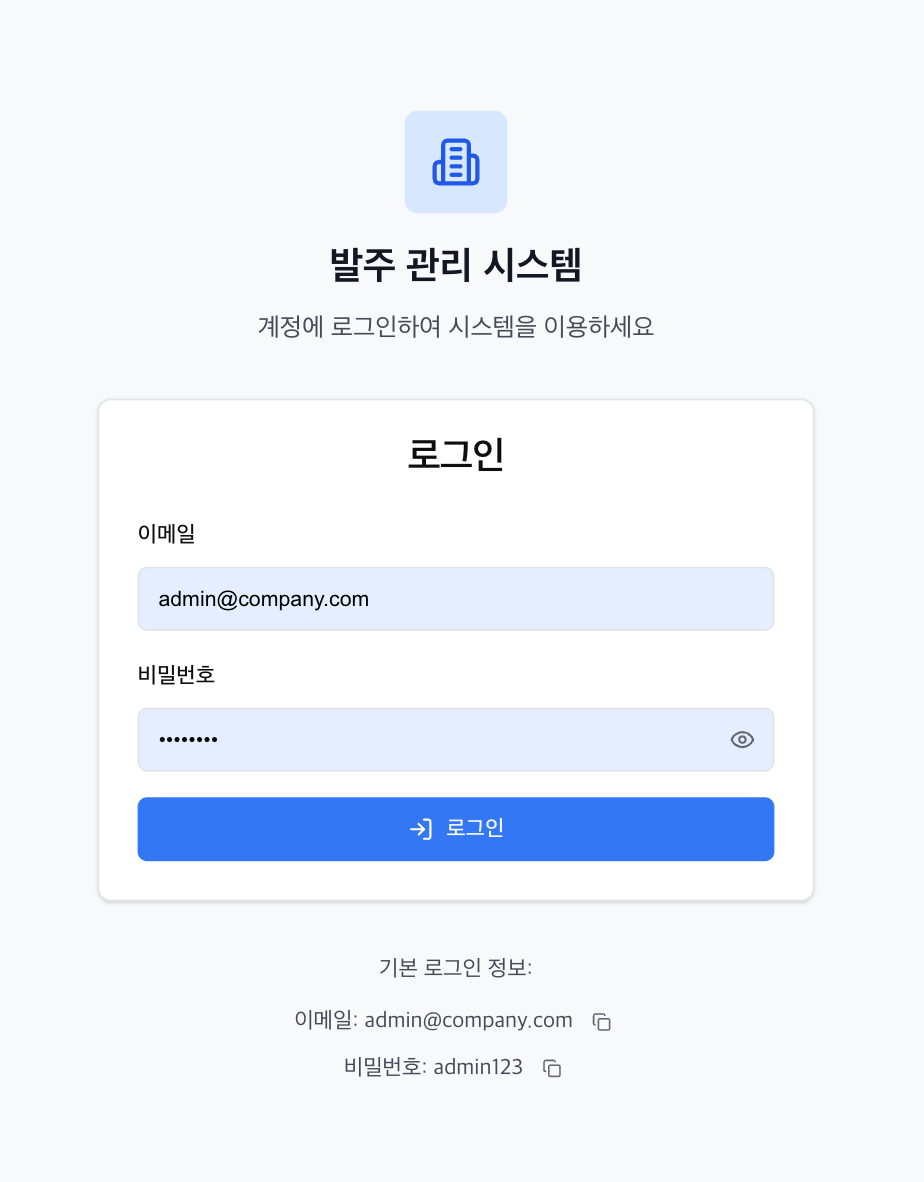 발주 관리 시스템
계정에 로그인하여 시스템을 이용하세요
로그인
이메일
admin@company.com
비밀번호
••••••••
로그인
기본 로그인 정보:
이메일: admin@company.com
비밀번호: admin123